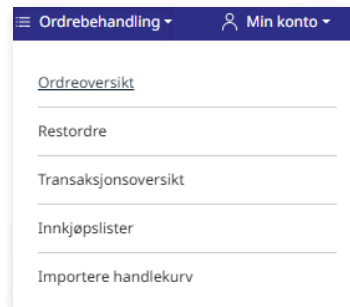 Ordrebehandling Min konto
Ordreoversikt
Restordre
Transaksjonsoversikt
Innkjøpslister
Importere handlekurv